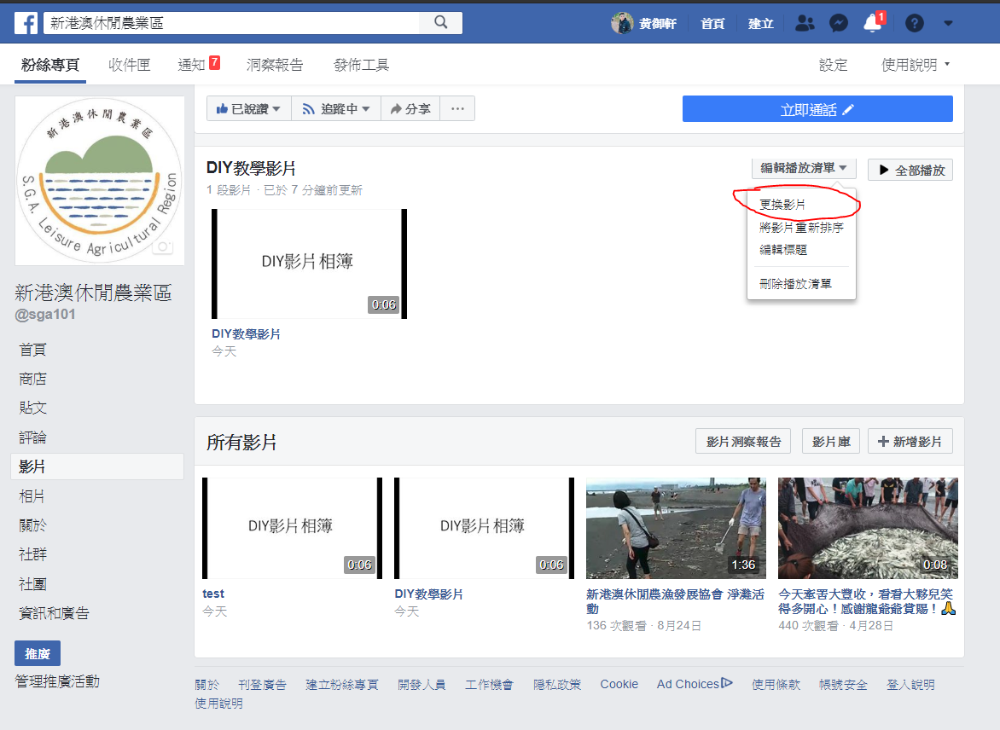 新港澳休閒農業區
黃御軒
首頁
建立
1
粉絲專頁
收件匣
通知 7
洞察報告
發佈工具
設定
使用說明
新港澳休閒農業區
S.G.A. Leisure Agricultural Region
新港澳休閒農業區
@sga101
首頁
商店
貼文
評論
影片
相片
關於
社群
社團
資訊和廣告
推廣
管理推廣活動
已說讚
追蹤中
分享
立即通話
DIY教學影片
1 段影片 · 已於 7 分鐘前更新
編輯播放清單
全部播放
更換影片
將影片重新排序
編輯標題
刪除播放清單
DIY影片相簿
0:06
DIY教學影片
今天
所有影片
影片洞察報告
影片庫
新增影片
DIY影片相簿
0:06
test
今天
DIY影片相簿
0:06
DIY教學影片
今天
1:36
新港澳休閒農漁發展協會 淨灘活
動
136 次觀看 · 8月24日
0:08
今天牽罟大豐收，看看大夥兒笑
得多開心！感謝龍爺爺賞賜！🙏
440 次觀看 · 4月28日
關於 刊登廣告 建立粉絲專頁 開發人員 工作機會 隱私政策 Cookie Ad Choices 使用條款 帳號安全 登入說明
使用說明